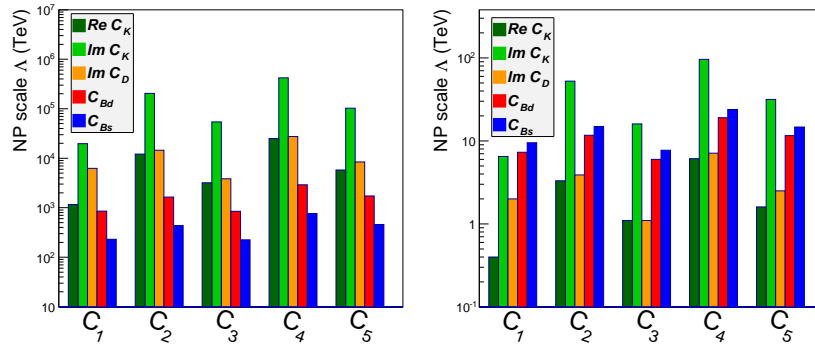 NP scale Λ (TeV)
10^7
10^6
10^5
10^4
10^3
10^2
10
Re C_K
Im C_K
Im C_D
C_Bd
C_Bs
C_1 C_2 C_3 C_4 C_5
NP scale Λ (TeV)
10^2
10
1
10^-1
Re C_K
Im C_K
Im C_D
C_Bd
C_Bs
C_1 C_2 C_3 C_4 C_5